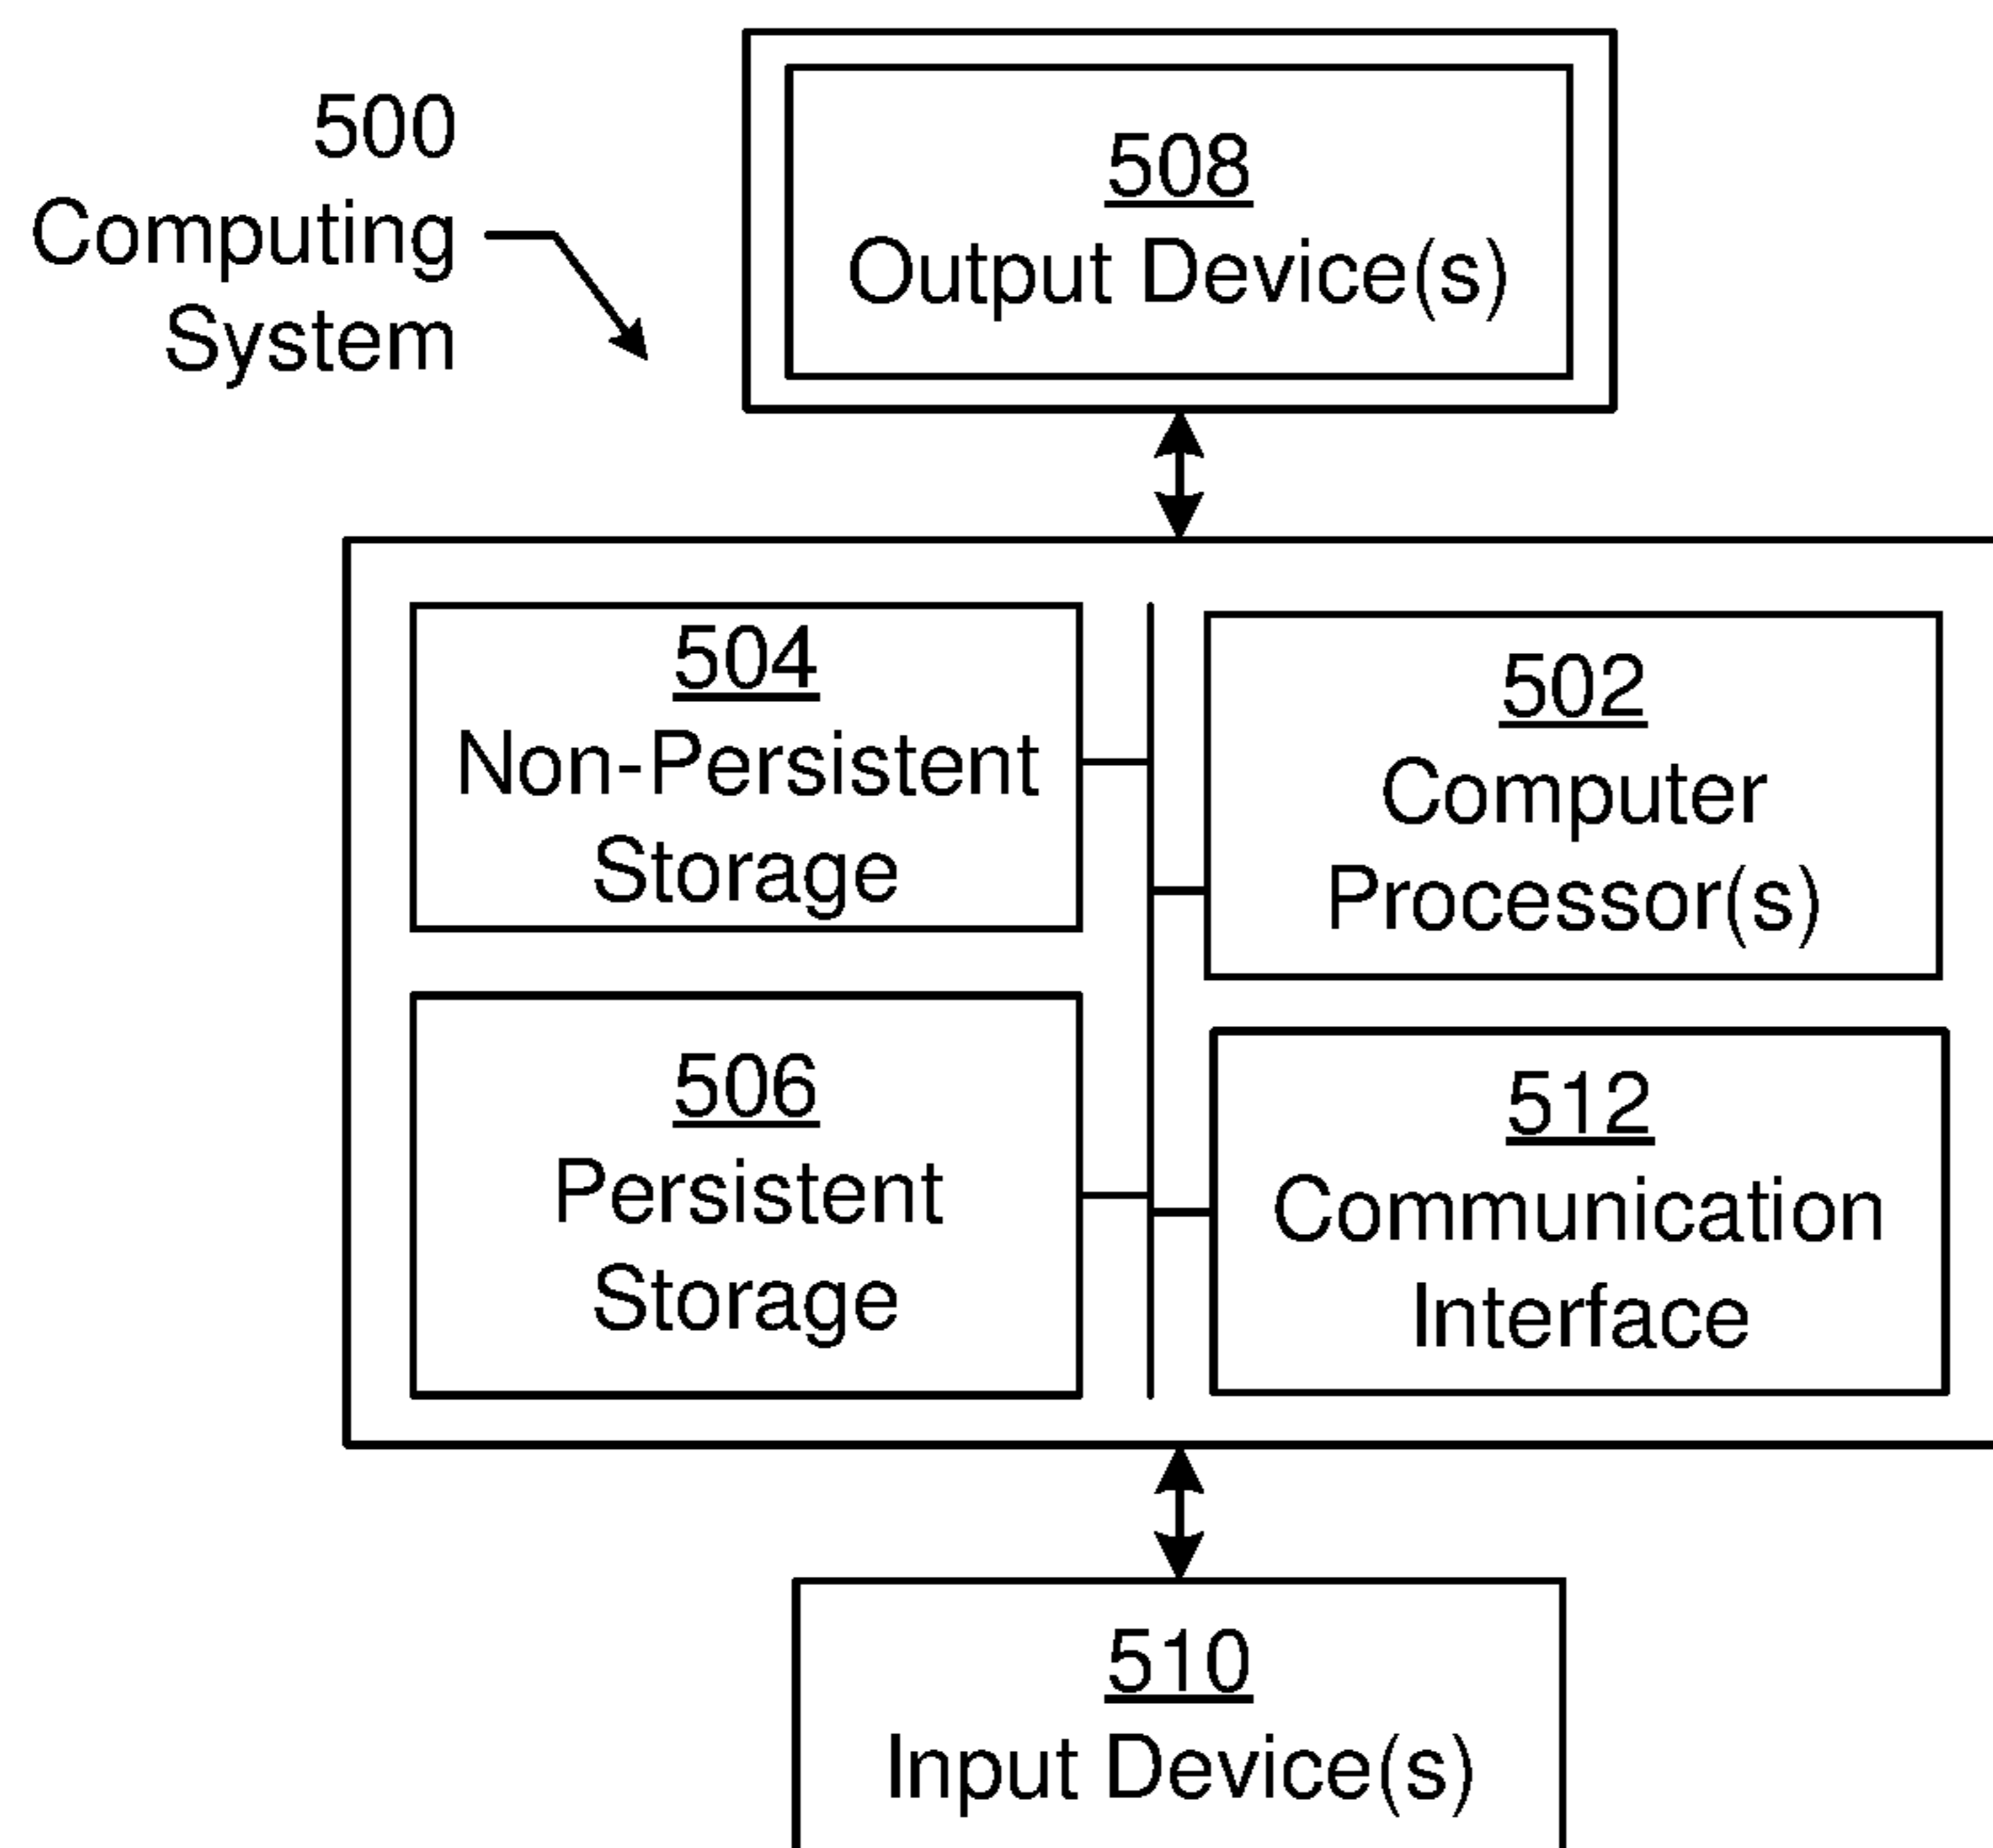 500
Computing
System
508
Output Device(s)
504
Non-Persistent
Storage
502
Computer
Processor(s)
506
Persistent
Storage
512
Communication
Interface
510
Input Device(s)